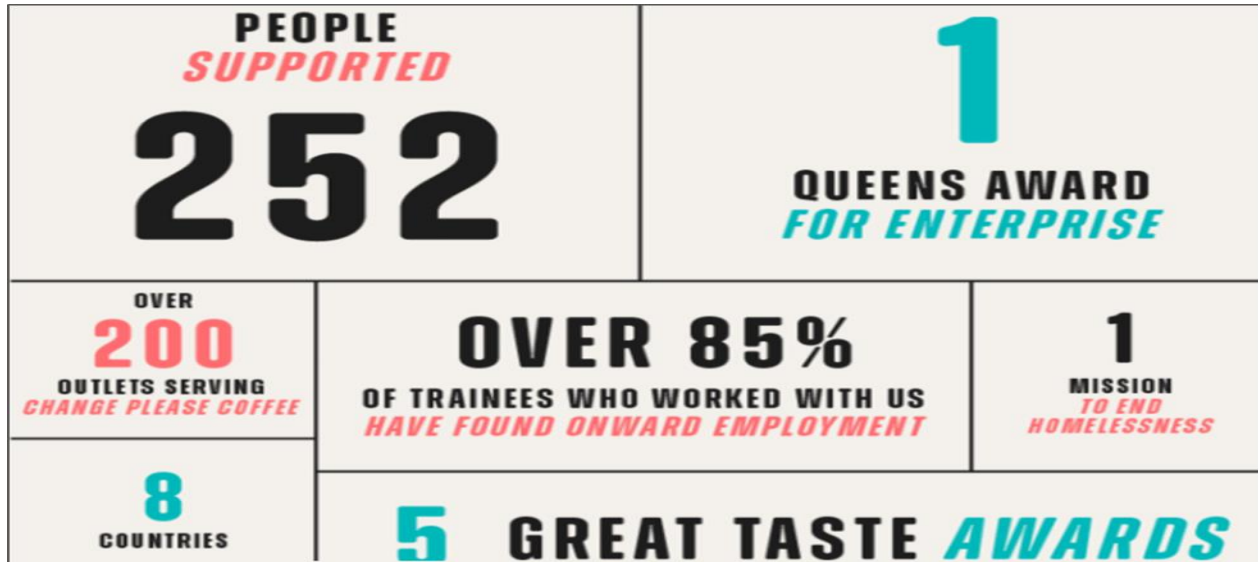 PEOPLE
SUPPORTED
252
1
QUEENS AWARD
FOR ENTERPRISE
OVER
200
OUTLETS SERVING
CHANGE PLEASE COFFEE
OVER 85%
OF TRAINEES WHO WORKED WITH US
HAVE FOUND ONWARD EMPLOYMENT
1
MISSION
TO END
HOMELESSNESS
8
COUNTRIES
5 GREAT TASTE AWARDS